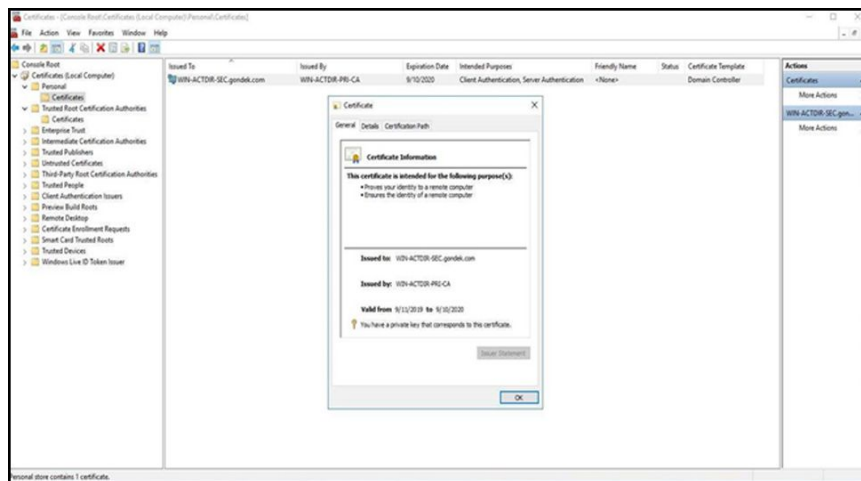 Certificates - [Console Root\Certificates (Local Computer)\Personal\Certificates]
File Action View Favorites Window Help
Console Root
Certificates (Local Computer)
Personal
Certificates
Trusted Root Certification Authorities
Certificates
Enterprise Trust
Intermediate Certification Authorities
Trusted Publishers
Untrusted Certificates
Third-Party Root Certification Authorities
Trusted People
Client Authentication Issuers
Preview Build Roots
Remote Desktop
Certificate Enrollment Requests
Smart Card Trusted Roots
Trusted Devices
Windows Live ID Token Issuer
Issued To Issued By Expiration Date Intended Purposes Friendly Name Status Certificate Template
WIN-ACTDIR-SEC.gondek.com WIN-ACTDIR-PRI-CA 9/10/2020 Client Authentication, Server Authentication <None> Domain Controller
Certificate
General Details Certification Path
Certificate Information
This certificate is intended for the following purpose(s):
• Proves your identity to a remote computer
• Ensures the identity of a remote computer
Issued to: WIN-ACTDIR-SEC.gondek.com
Issued by: WIN-ACTDIR-PRI-CA
Valid from 9/11/2019 to 9/10/2020
You have a private key that corresponds to this certificate.
Issuer Statement
OK
Actions
Certificates
More Actions
WIN-ACTDIR-SEC.gon...
More Actions
Personal store contains 1 certificate.